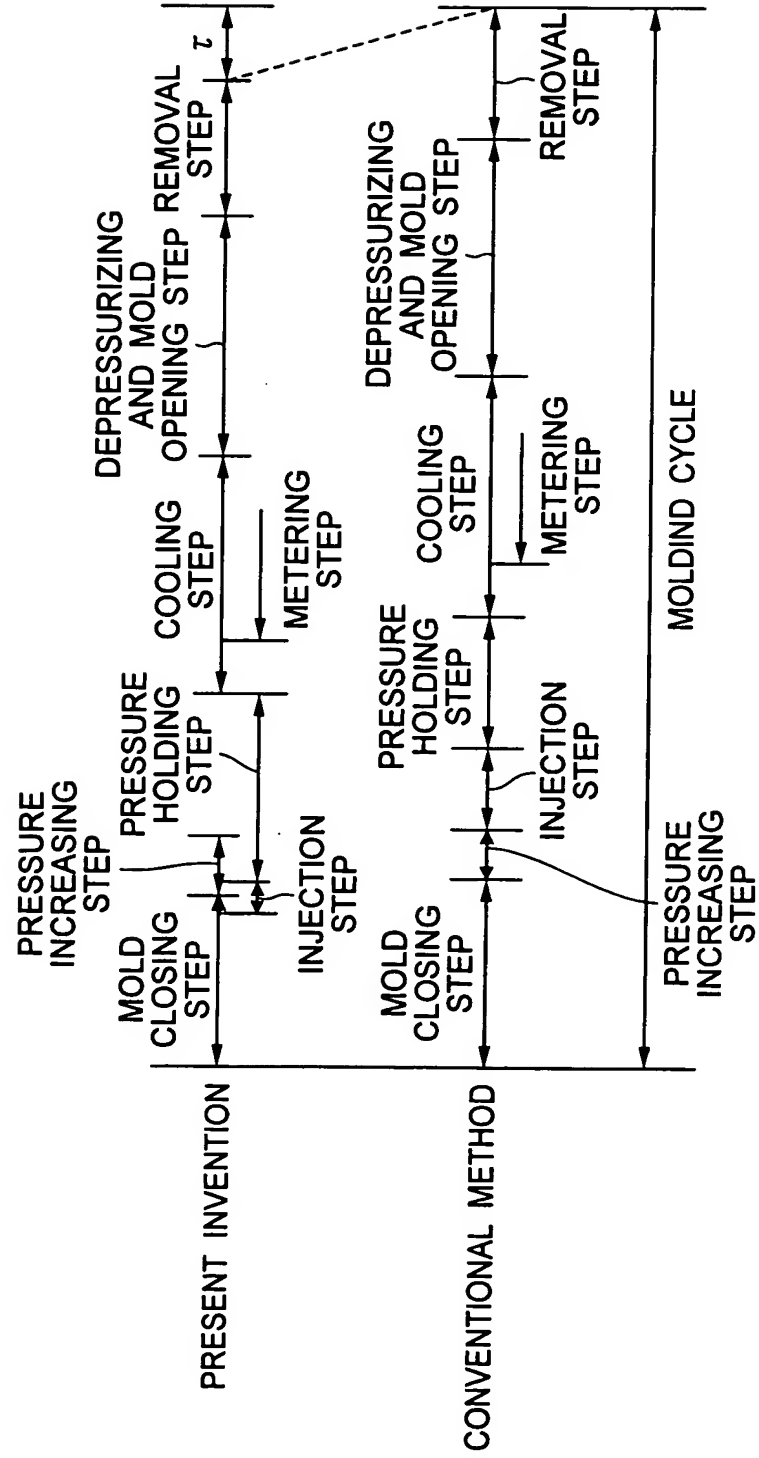 PRESENT INVENTION
MOLD
CLOSING
STEP
PRESSURE
INCREASING
STEP
INJECTION
STEP
PRESSURE
HOLDING
STEP
COOLING
STEP
METERING
STEP
DEPRESSURIZING
AND MOLD
OPENING STEP
REMOVAL
STEP
τ
CONVENTIONAL METHOD
MOLD
CLOSING
STEP
PRESSURE
INCREASING
STEP
INJECTION
STEP
PRESSURE
HOLDING
STEP
COOLING
STEP
METERING
STEP
DEPRESSURIZING
AND MOLD
OPENING STEP
REMOVAL
STEP
MOLDIND CYCLE